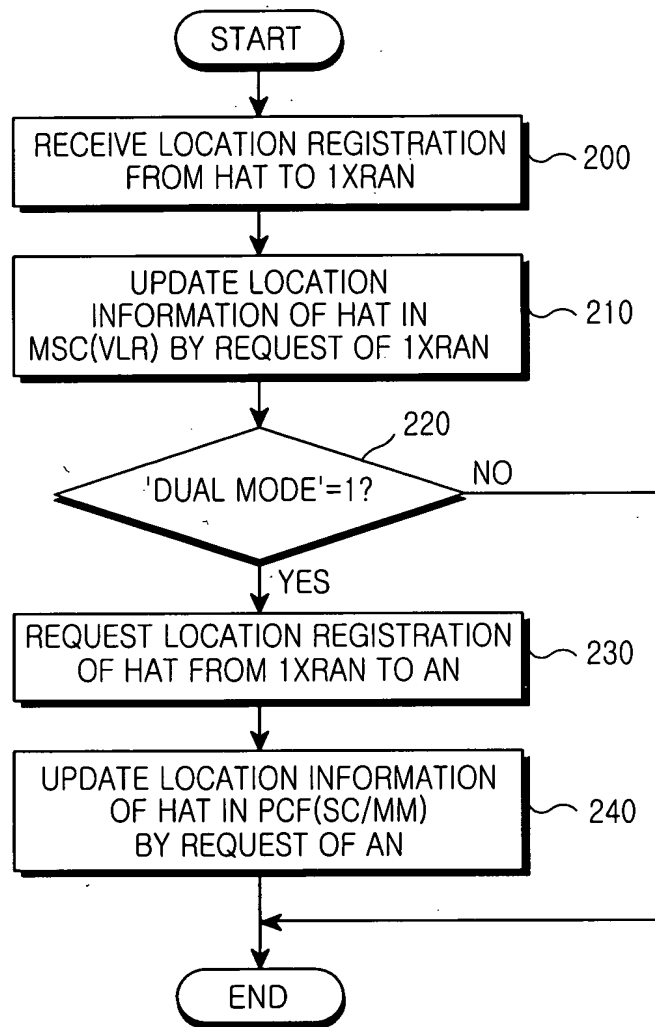 START
RECEIVE LOCATION REGISTRATION
FROM HAT TO 1XRAN
200
UPDATE LOCATION
INFORMATION OF HAT IN
MSC(VLR) BY REQUEST OF 1XRAN
210
220
'DUAL MODE'=1?
NO
YES
REQUEST LOCATION REGISTRATION
OF HAT FROM 1XRAN TO AN
230
UPDATE LOCATION INFORMATION
OF HAT IN PCF(SC/MM)
BY REQUEST OF AN
240
END